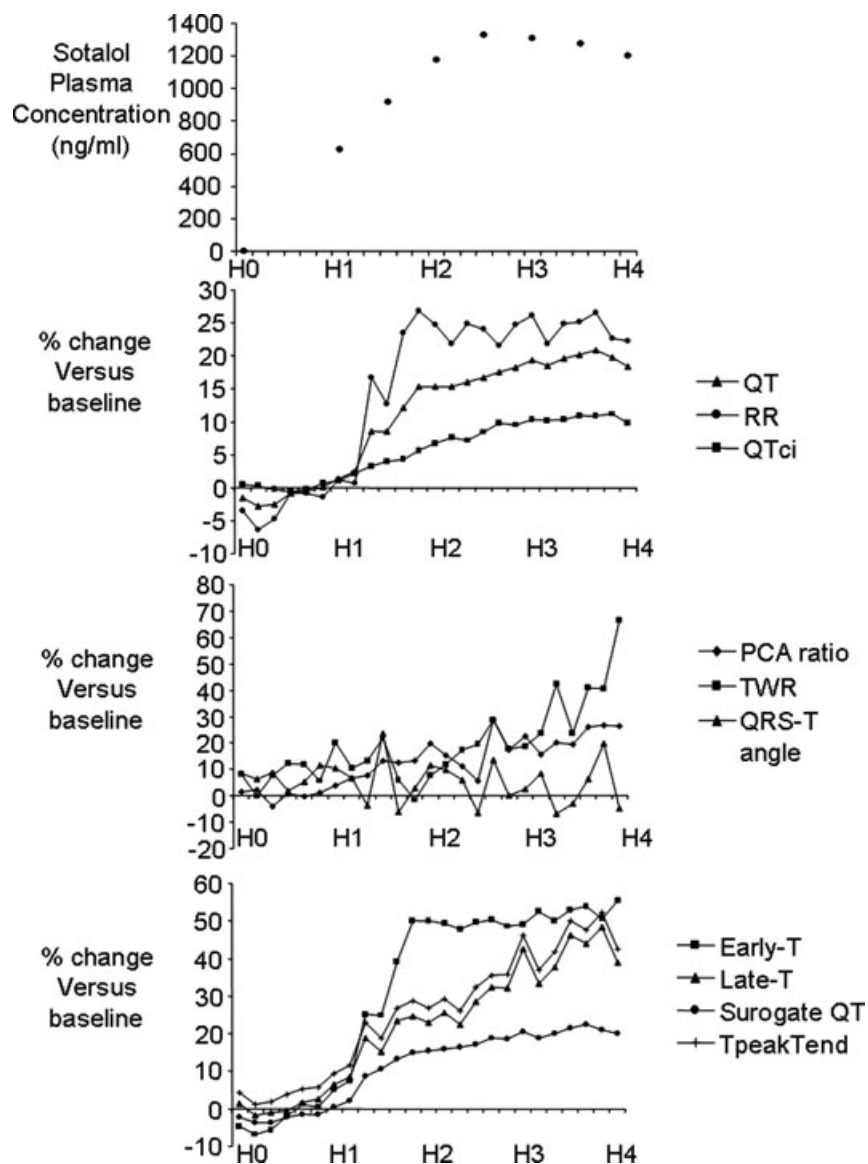 Sotalol
Plasma
Concentration
(ng/ml)
1400
1200
1000
800
600
400
200
0
H0 H1 H2 H3 H4
% change
Versus
baseline
30
25
20
15
10
5
0
-5
-10
H0 H1 H2 H3 H4
QT
RR
QTci
% change
Versus
baseline
80
70
60
50
40
30
20
10
0
-10
-20
H0 H1 H2 H3 H4
PCA ratio
TWR
QRS-T
angle
% change
Versus
baseline
60
50
40
30
20
10
0
-10
H0 H1 H2 H3 H4
Early-T
Late-T
Surogate QT
TpeakTend